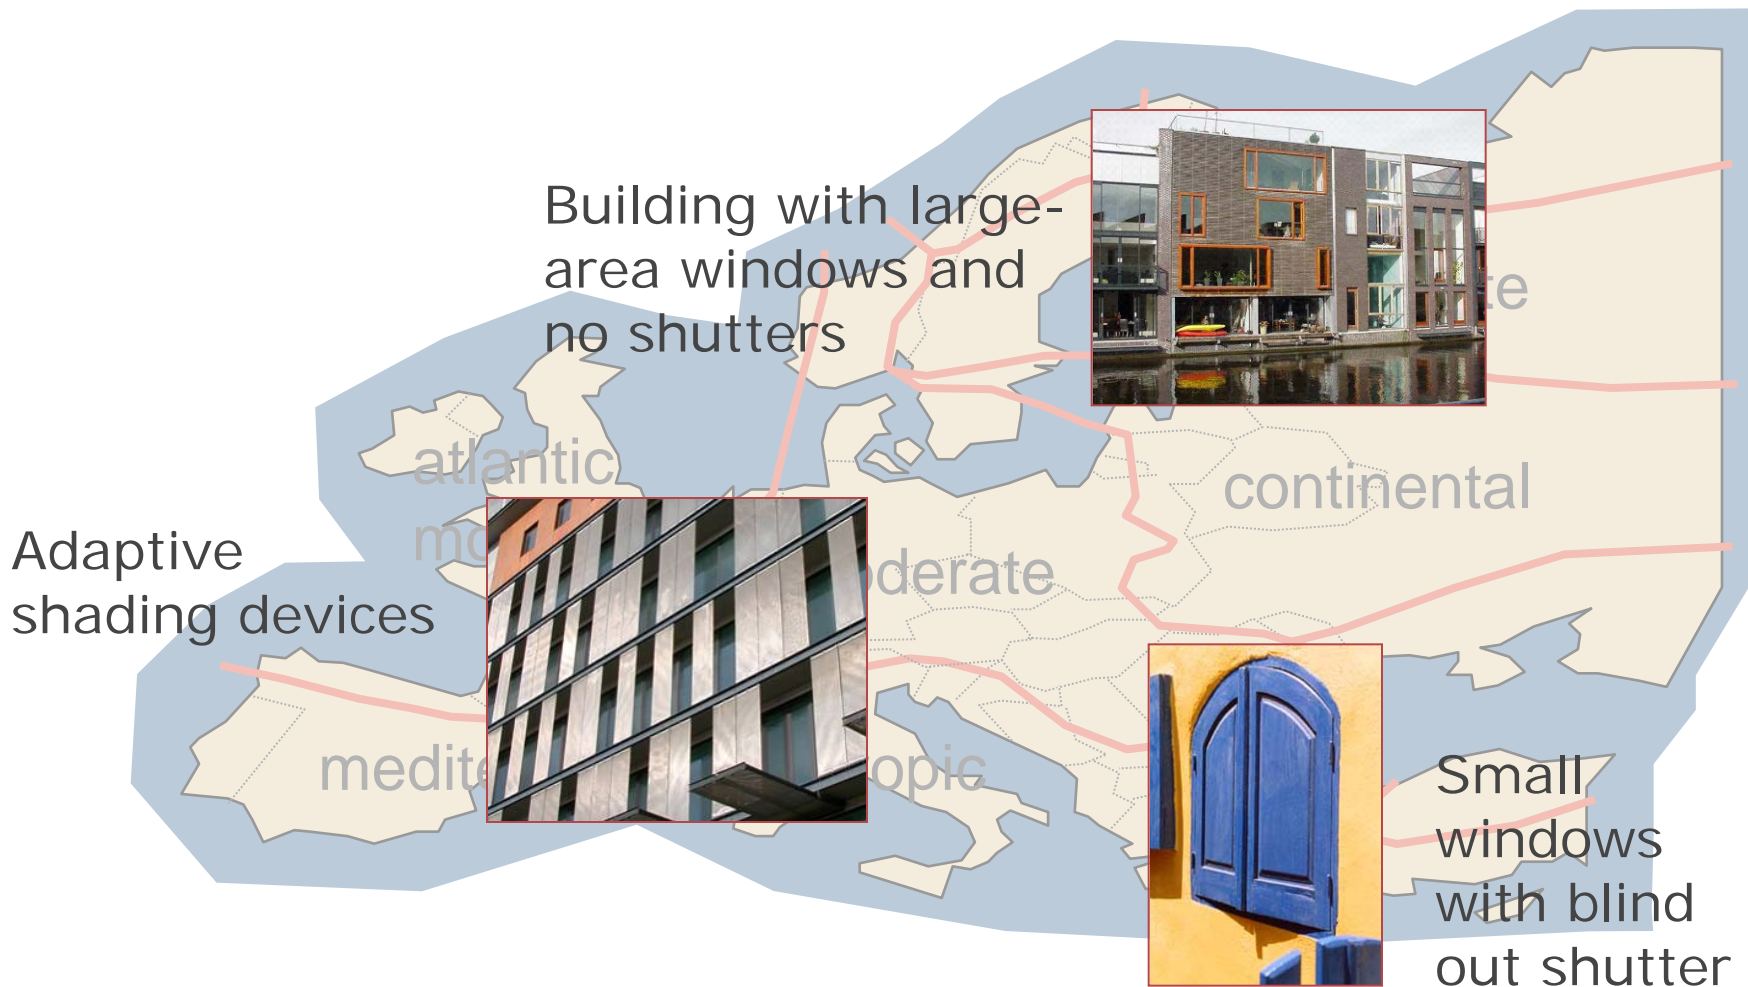 Building with large-
area windows and
no shutters
atlantic
continental
Adaptive
shading devices
Small
windows
with blind
out shutter